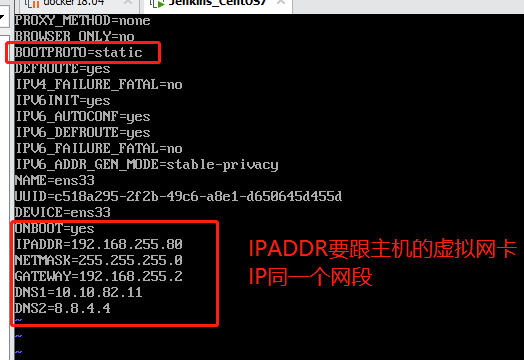 docker18.04
Jenkins_CentOS7
PROXY_METHOD=none
BROWSER_ONLY=no
BOOTPROTO=static
DEFROUTE=yes
IPV4_FAILURE_FATAL=no
IPV6INIT=yes
IPV6_AUTOCONF=yes
IPV6_DEFROUTE=yes
IPV6_FAILURE_FATAL=no
IPV6_ADDR_GEN_MODE=stable-privacy
NAME=ens33
UUID=c518a295-2f2b-49c6-a8e1-d650645d455d
DEVICE=ens33
ONBOOT=yes
IPADDR=192.168.255.80
NETMASK=255.255.255.0
GATEWAY=192.168.255.2
DNS1=10.10.82.11
DNS2=8.8.4.4
~
~
~
IPADDR要跟主机的虚拟网卡
IP同一个网段